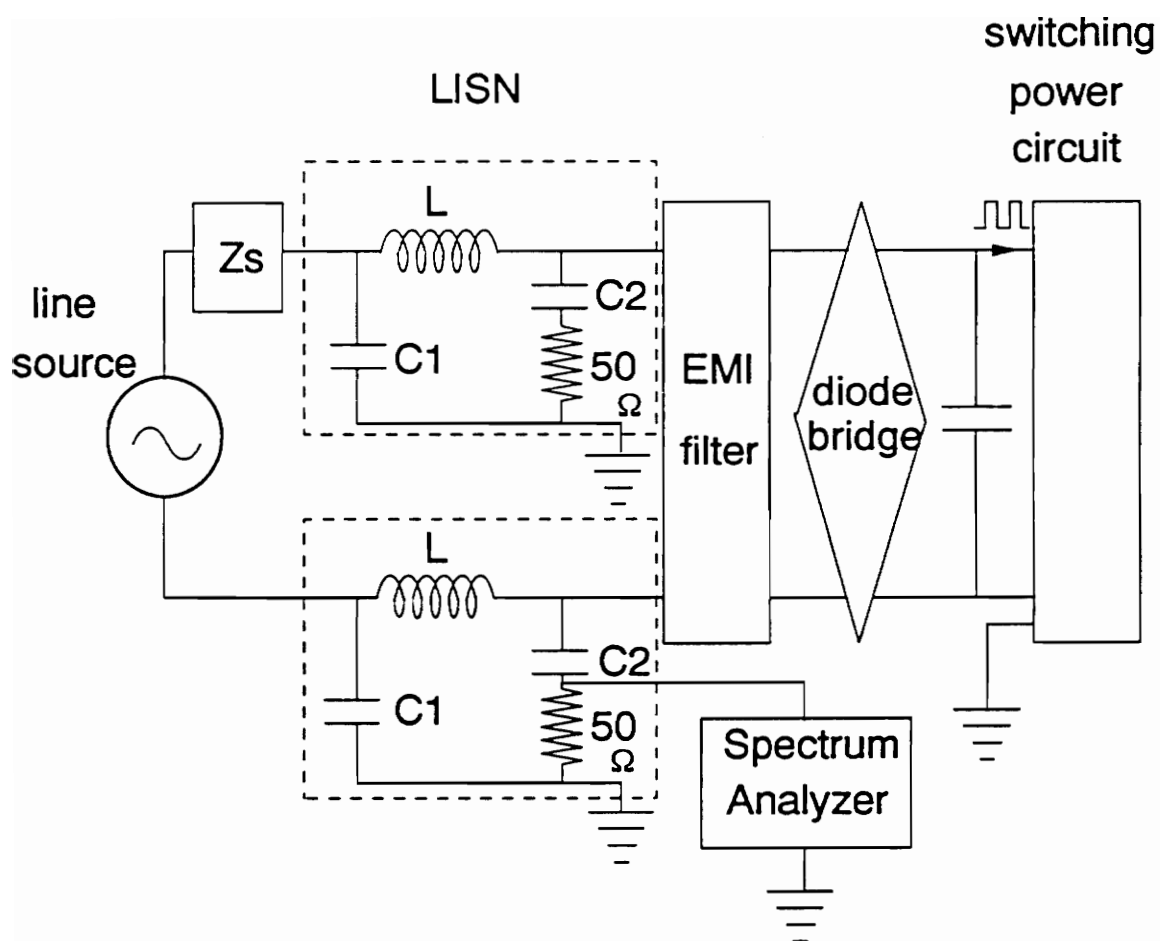 switching
power
circuit
LISN
line
source
Zs
L
C2
C1
50
Ω
EMI
filter
diode
bridge
L
C2
C1
50
Ω
Spectrum
Analyzer